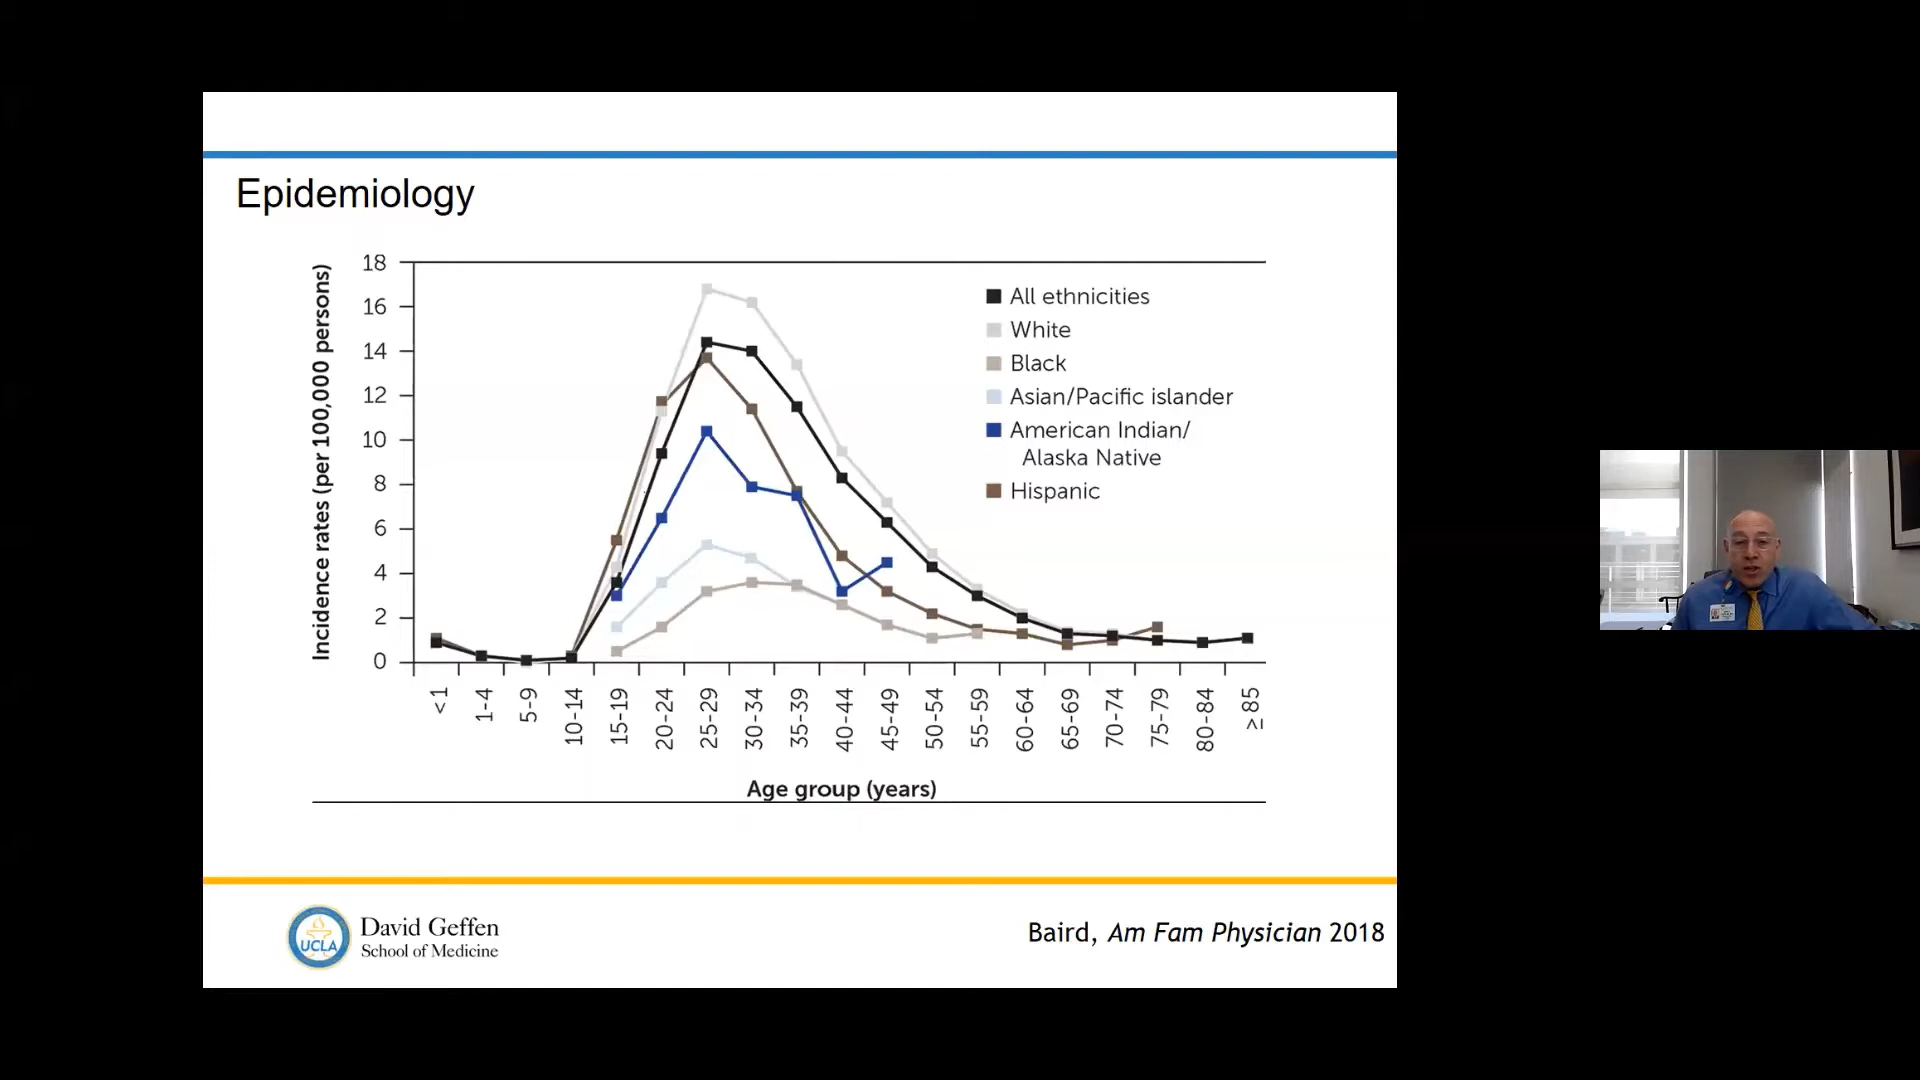 Epidemiology
Incidence rates (per 100,000 persons)
18
16
14
12
10
8
6
4
2
0
All ethnicities
White
Black
Asian/Pacific islander
American Indian/
Alaska Native
Hispanic
< 1
1-4
5-9
10-14
15-19
20-24
25-29
30-34
35-39
40-44
45-49
50-54
55-59
60-64
65-69
70-74
75-79
80-84
≥ 85
Age group (years)
UCLA
David Geffen
School of Medicine
Baird, Am Fam Physician 2018